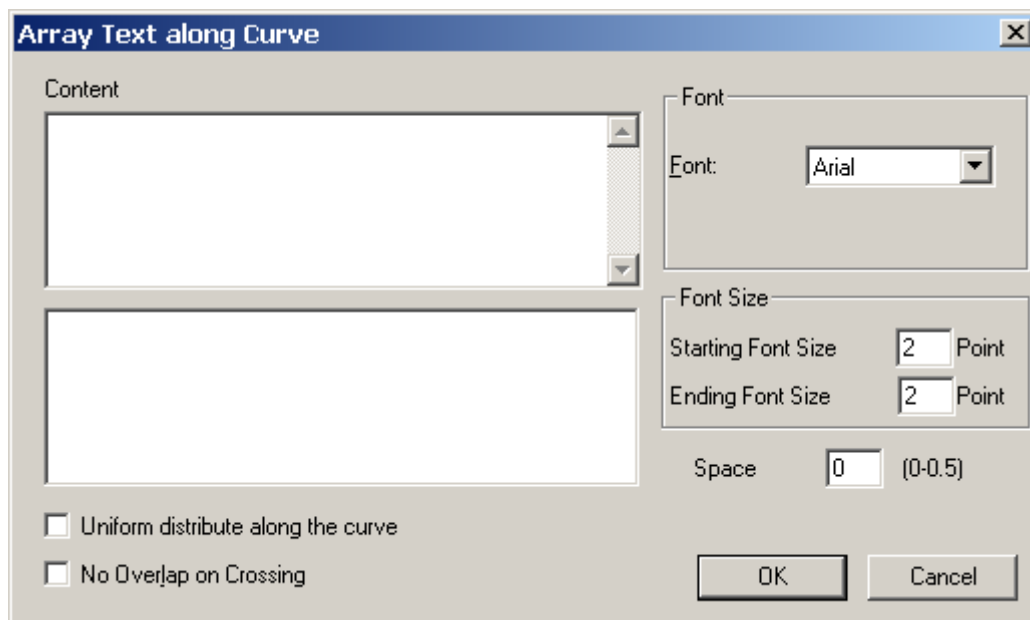 Array Text along Curve
Content
Font
Font:
Arial
Font Size
Starting Font Size 2 Point
Ending Font Size 2 Point
Space 0 (0-0.5)
Uniform distribute along the curve
No Overlap on Crossing
OK
Cancel